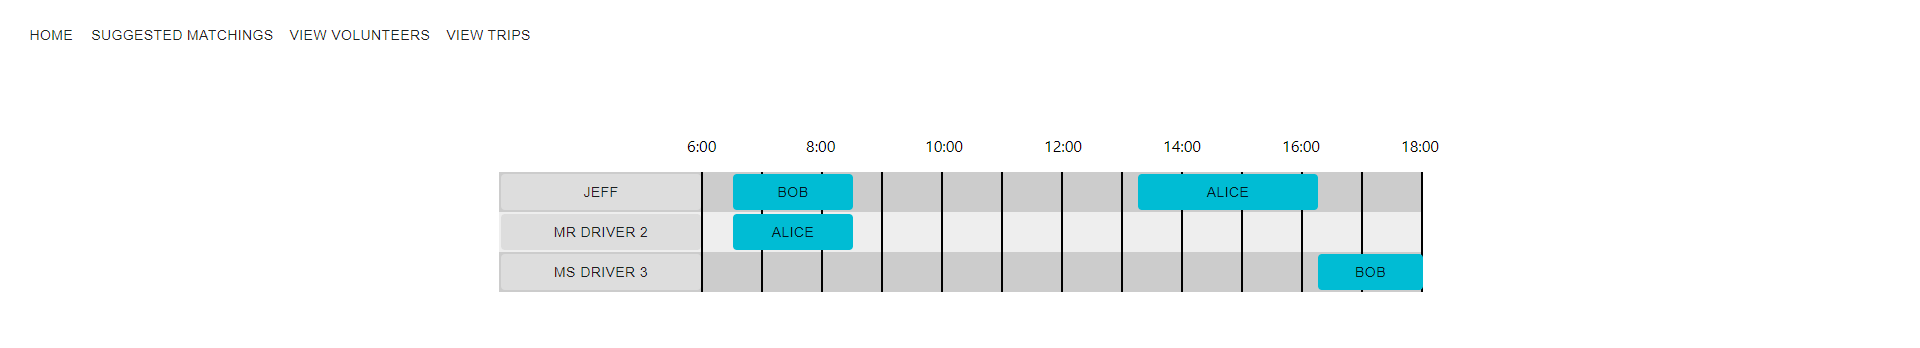 HOME SUGGESTED MATCHINGS VIEW VOLUNTEERS VIEW TRIPS
6:00 8:00 10:00 12:00 14:00 16:00 18:00
JEFF BOB ALICE
MR DRIVER 2 ALICE
MS DRIVER 3 BOB